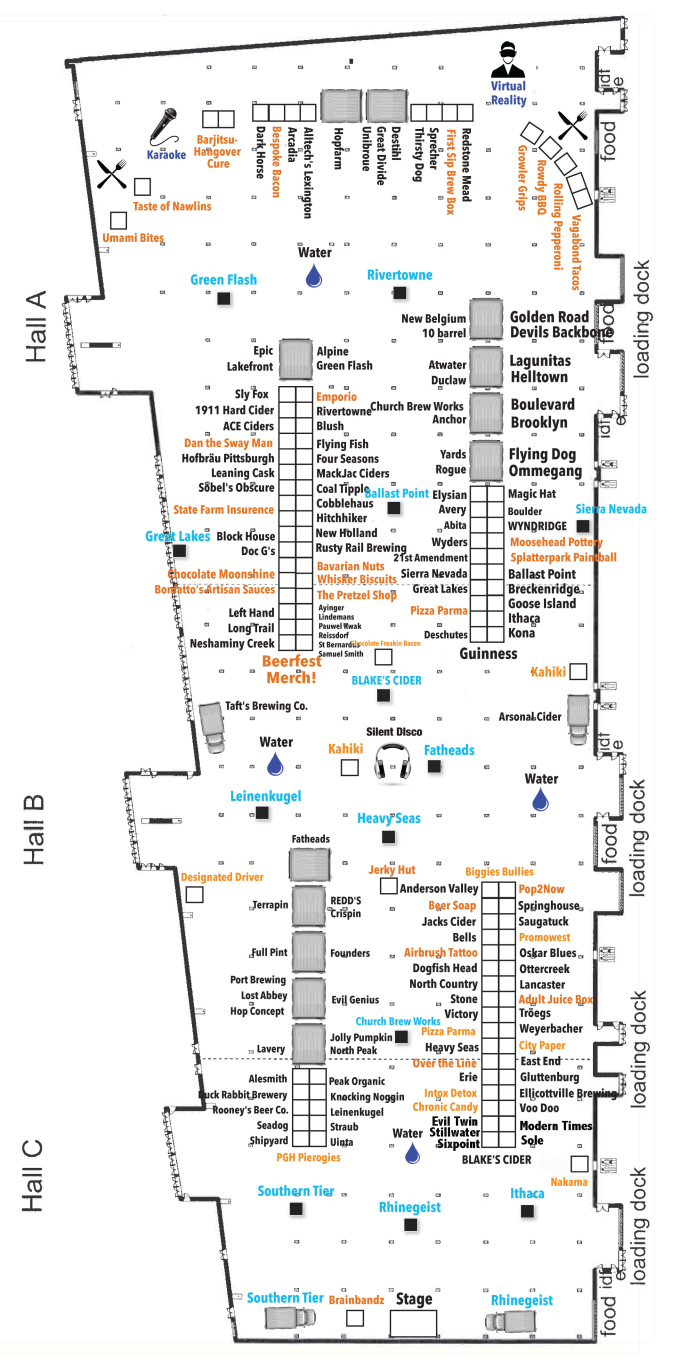 Virtual
Reality
idf
e
food
Karaoke
Barjitsu-
Hangover
Cure
Dark Horse
Bespoke Bacon
Arcadia
Alltech's Lexington
Hopfarm
Unibroue
Great Divide
Destihl
Thirsty Dog
Sprecher
First Sip Brew Box
Redstone Mead
Growler Grips
Rowdy BBQ
Rolling Pepperoni
Vagabond Tacos
Taste of Nawlins
Umami Bites
Water
Green Flash
Rivertowne
Hall A
loading dock
food
New Belgium
10 barrel
Golden Road
Devils Backbone
Epic
Lakefront
Alpine
Green Flash
Atwater
Duclaw
Lagunitas
Helltown
Church Brew Works
Anchor
Boulevard
Brooklyn
idf
e
Yards
Rogue
Flying Dog
Ommegang
Sly Fox
1911 Hard Cider
ACE Ciders
Dan the Sway Man
Hofbräu Pittsburgh
Leaning Cask
Sobel's Obscure
State Farm Insurence
Block House
Doc G's
Chocolate Moonshine
Bonfatto's Artisan Sauces
Left Hand
Long Trail
Neshaminy Creek
Emporio
Rivertowne
Blush
Flying Fish
Four Seasons
MackJac Ciders
Coal Tipple
Cobblehaus
Hitchhiker
New Holland
Rusty Rail Brewing
Bavarian Nuts
Whisker Biscuits
The Pretzel Shop
Ayinger
Lindemans
Pauwel Kwak
Reissdorf
St Bernardus
Samuel Smith
Beerfest
Merch!
Great Lakes
Ballast Point
Sierra Nevada
Elysian
Avery
Abita
Wyders
21st Amendment
Sierra Nevada
Great Lakes
Pizza Parma
Deschutes
Magic Hat
Boulder
WYNDRIDGE
Moosehead Pottery
Splatterpark Painball
Ballast Point
Breckenridge
Goose Island
Ithaca
Kona
Guinness
Chocolate Freakin Bacon
BLAKE'S CIDER
Kahiki
Taft's Brewing Co.
Arsonal Cider
idf
e
Water
Kahiki
Silent Disco
Fatheads
Water
Hall B
loading dock
food
Leinenkugel
Heavy Seas
Fatheads
Designated Driver
Jerky Hut
Terrapin
REDD'S
Crispin
Full Pint
Founders
Port Brewing
Lost Abbey
Hop Concept
Evil Genius
Church Brew Works
Lavery
Jolly Pumpkin
North Peak
Biggies Bullies
Anderson Valley
Beer Soap
Jacks Cider
Bells
Airbrush Tattoo
Dogfish Head
North Country
Stone
Victory
Pizza Parma
Heavy Seas
Over the Line
Erie
Intox Detox
Chronic Candy
Evil Twin
Stillwater
Sixpoint
Pop2Now
Springhouse
Saugatuck
Promowest
Oskar Blues
Ottercreek
Lancaster
Adult Juice Box
Tröegs
Weyerbacher
City Paper
East End
Gluttenburg
Ellicottville Brewing
Voo Doo
Modern Times
Sole
BLAKE'S CIDER
loading dock
Alesmith
Duck Rabbit Brewery
Rooney's Beer Co.
Seadog
Shipyard
Peak Organic
Knocking Noggin
Leinenkugel
Straub
Uinta
PGH Pierogies
Water
Nakama
Hall C
loading dock
Southern Tier
Rhinegeist
Ithaca
food
idf
e
Southern Tier
Brainbandz
Stage
Rhinegeist